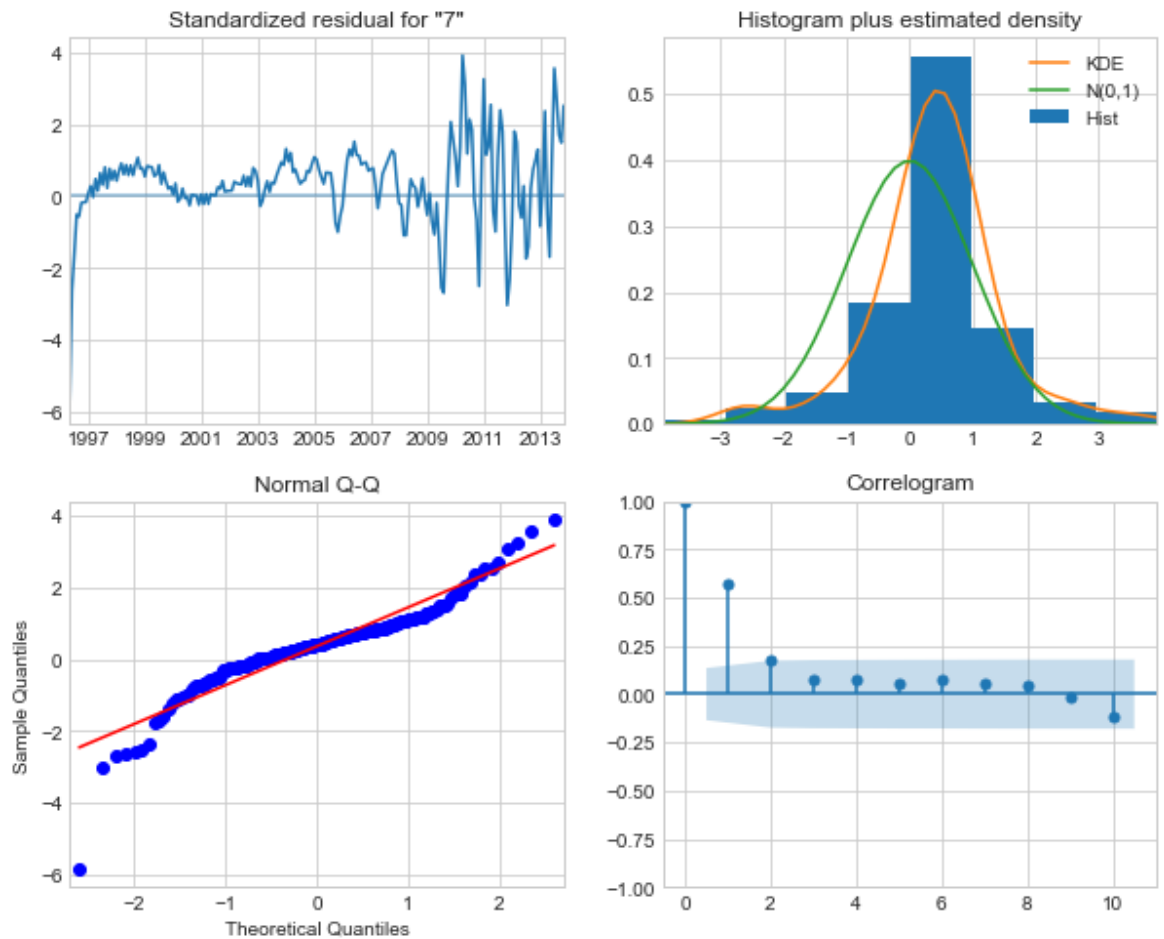 Standardized residual for "7"
4
2
0
−2
−4
−6
1997 1999 2001 2003 2005 2007 2009 2011 2013
Histogram plus estimated density
KDE
N(0,1)
Hist
0.5
0.4
0.3
0.2
0.1
0.0
−3 −2 −1 0 1 2 3
Normal Q-Q
Sample Quantiles
4
2
0
−2
−4
−6
−2 −1 0 1 2
Theoretical Quantiles
Correlogram
1.00
0.75
0.50
0.25
0.00
−0.25
−0.50
−0.75
−1.00
0 2 4 6 8 10